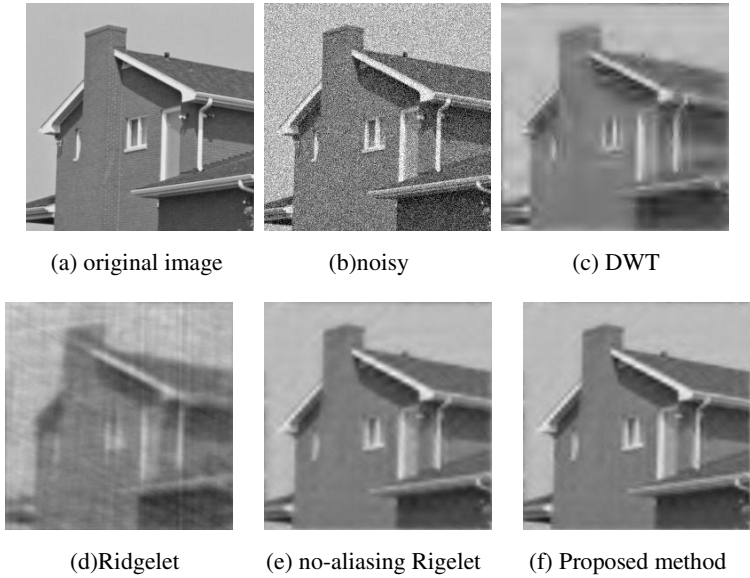 (a) original image
(b)noisy
(c) DWT
(d)Ridgelet
(e) no-aliasing Rigelet
(f) Proposed method